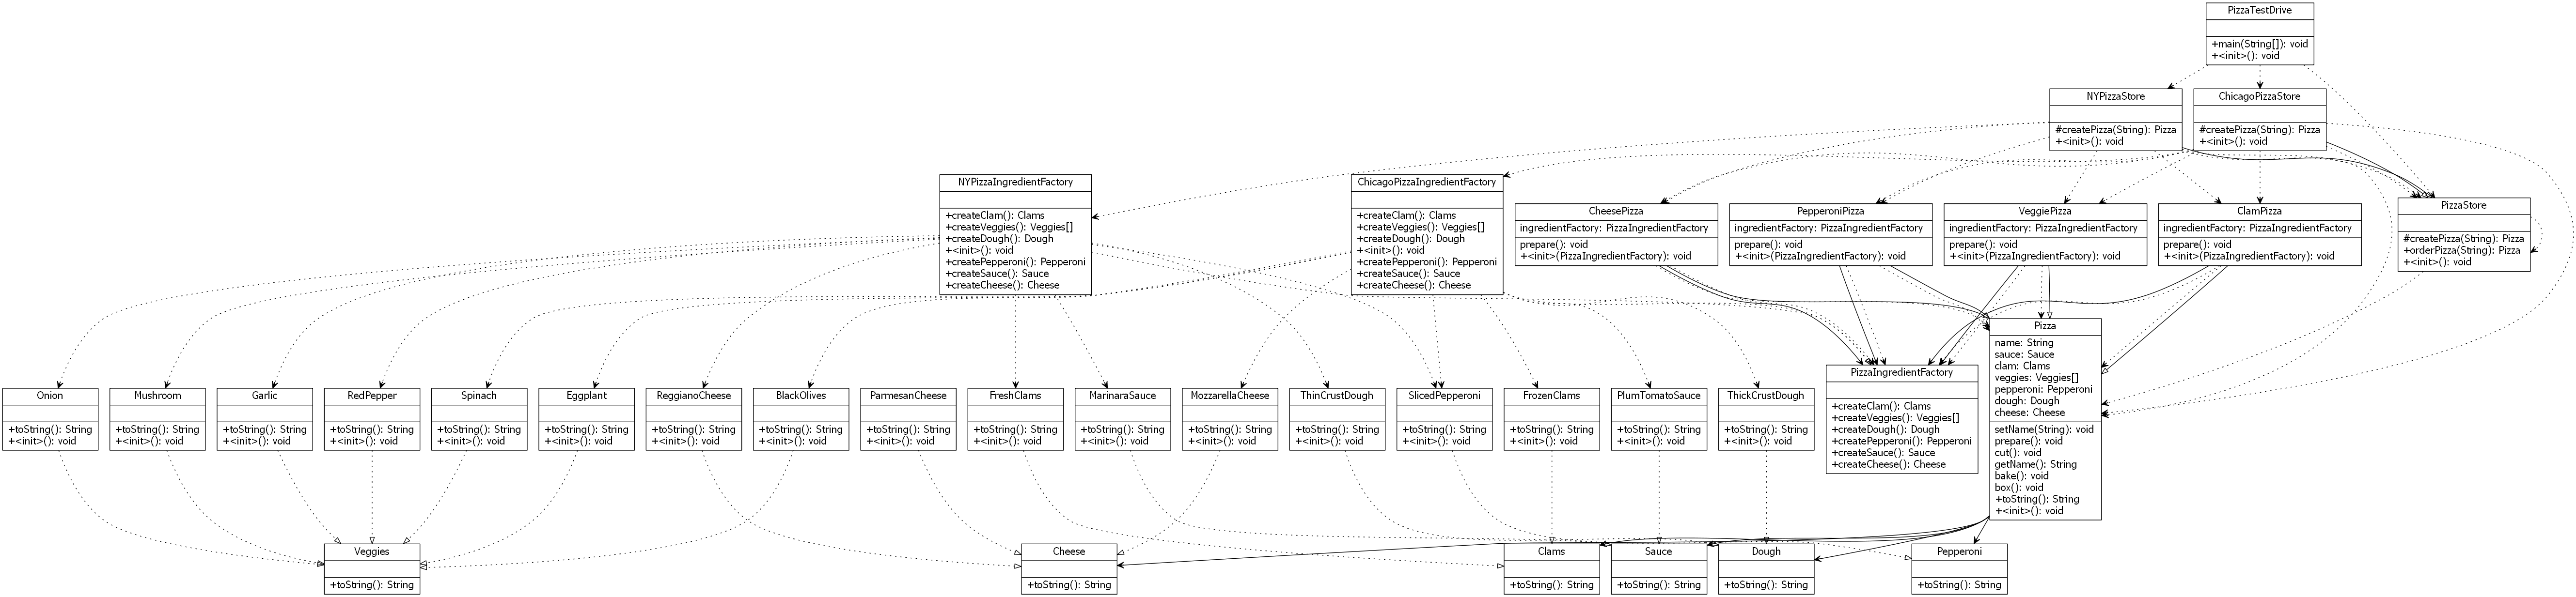 PizzaTestDrive
+main(String[]): void
+<init>(): void
NYPizzaStore
#createPizza(String): Pizza
+<init>(): void
ChicagoPizzaStore
#createPizza(String): Pizza
+<init>(): void
NYPizzaIngredientFactory
+createClam(): Clams
+createVeggies(): Veggies[]
+createDough(): Dough
+<init>(): void
+createPepperoni(): Pepperoni
+createSauce(): Sauce
+createCheese(): Cheese
ChicagoPizzaIngredientFactory
+createClam(): Clams
+createVeggies(): Veggies[]
+createDough(): Dough
+<init>(): void
+createPepperoni(): Pepperoni
+createSauce(): Sauce
+createCheese(): Cheese
CheesePizza
ingredientFactory: PizzaIngredientFactory
prepare(): void
+<init>(PizzaIngredientFactory): void
PepperoniPizza
ingredientFactory: PizzaIngredientFactory
prepare(): void
+<init>(PizzaIngredientFactory): void
VeggiePizza
ingredientFactory: PizzaIngredientFactory
prepare(): void
+<init>(PizzaIngredientFactory): void
ClamPizza
ingredientFactory: PizzaIngredientFactory
prepare(): void
+<init>(PizzaIngredientFactory): void
PizzaStore
#createPizza(String): Pizza
+orderPizza(String): Pizza
+<init>(): void
Pizza
name: String
sauce: Sauce
clam: Clams
veggies: Veggies[]
pepperoni: Pepperoni
dough: Dough
cheese: Cheese
setName(String): void
prepare(): void
cut(): void
getName(): String
bake(): void
box(): void
+toString(): String
+<init>(): void
PizzaIngredientFactory
+createClam(): Clams
+createVeggies(): Veggies[]
+createDough(): Dough
+createPepperoni(): Pepperoni
+createSauce(): Sauce
+createCheese(): Cheese
Onion
+toString(): String
+<init>(): void
Mushroom
+toString(): String
+<init>(): void
Garlic
+toString(): String
+<init>(): void
RedPepper
+toString(): String
+<init>(): void
Spinach
+toString(): String
+<init>(): void
Eggplant
+toString(): String
+<init>(): void
ReggianoCheese
+toString(): String
+<init>(): void
BlackOlives
+toString(): String
+<init>(): void
ParmesanCheese
+toString(): String
+<init>(): void
FreshClams
+toString(): String
+<init>(): void
MarinaraSauce
+toString(): String
+<init>(): void
MozzarellaCheese
+toString(): String
+<init>(): void
ThinCrustDough
+toString(): String
+<init>(): void
SlicedPepperoni
+toString(): String
+<init>(): void
FrozenClams
+toString(): String
+<init>(): void
PlumTomatoSauce
+toString(): String
+<init>(): void
ThickCrustDough
+toString(): String
+<init>(): void
Veggies
+toString(): String
Cheese
+toString(): String
Clams
+toString(): String
Sauce
+toString(): String
Dough
+toString(): String
Pepperoni
+toString(): String